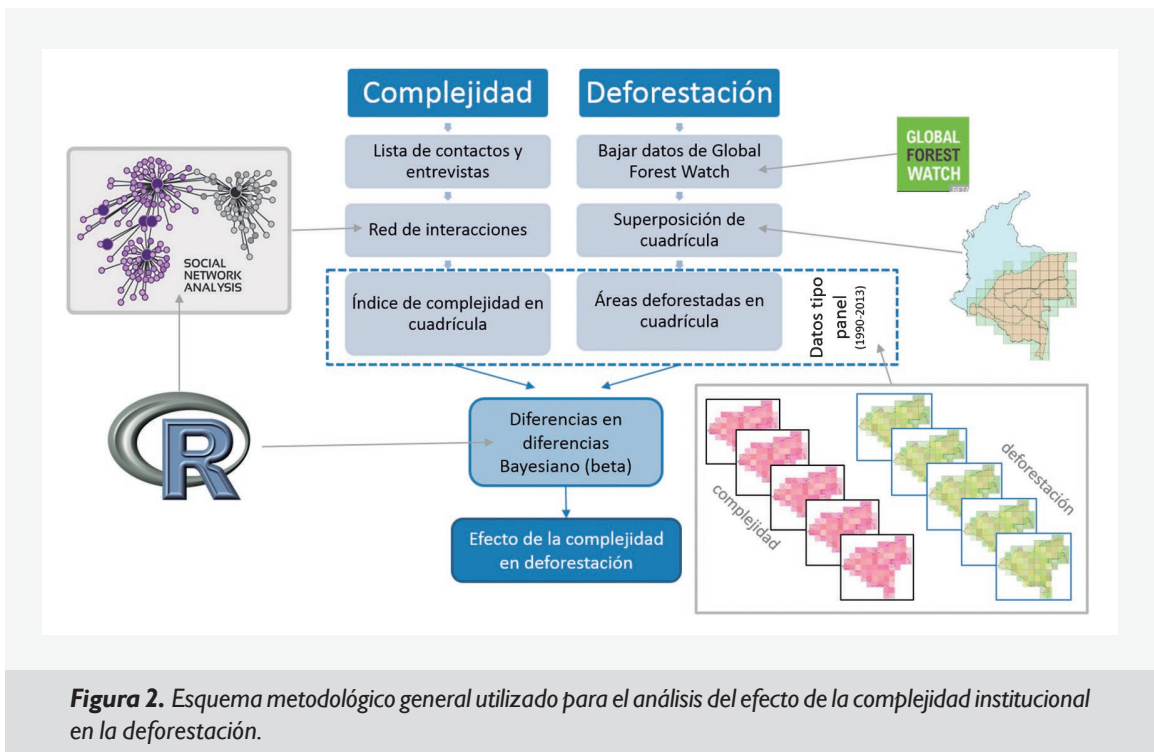 Complejidad
Deforestación
Lista de contactos y
entrevistas
Bajar datos de Global
Forest Watch
GLOBAL
FOREST
WATCH
BETA
Red de interacciones
Superposición de
cuadrícula
SOCIAL
NETWORK
ANALYSIS
Índice de complejidad en
cuadrícula
Áreas deforestadas en
cuadrícula
Datos tipo
panel
(1990-2013)
R
Diferencias en
diferencias
Bayesiano (beta)
complejidad
deforestación
Efecto de la complejidad
en deforestación
Figura 2. Esquema metodológico general utilizado para el análisis del efecto de la complejidad institucional
en la deforestación.